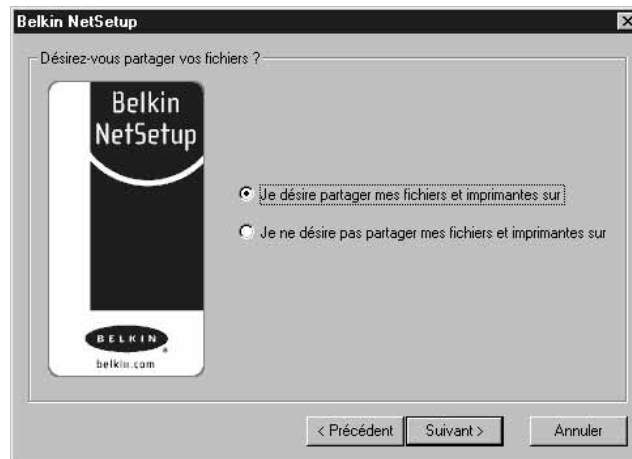 Belkin NetSetup
Désirez-vous partager vos fichiers ?
Belkin
NetSetup
Je désire partager mes fichiers et imprimantes sur
Je ne désire pas partager mes fichiers et imprimantes sur
BELKIN
®
belkin.com
< Précédent
Suivant >
Annuler